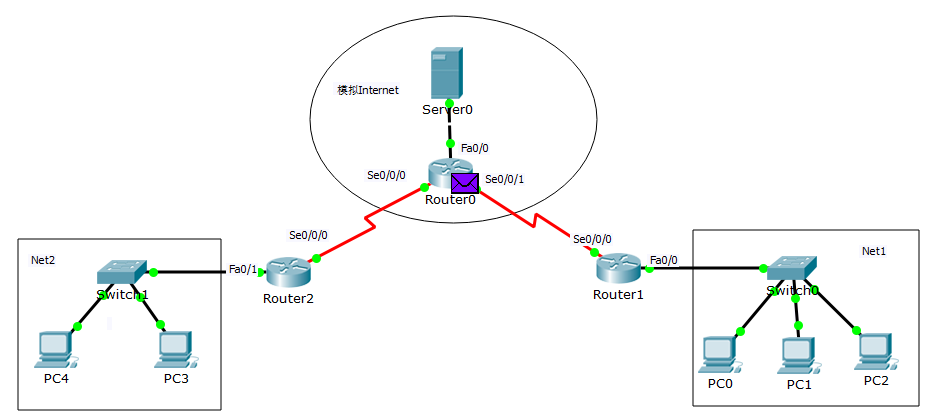 模拟Internet
Server0
Fa0/0
Se0/0/0
Se0/0/1
Router0
Se0/0/0
Se0/0/0
Net2
Net1
Fa0/1
Fa0/0
Switch1
Router2
Router1
Switch0
PC4
PC3
PC0
PC1
PC2